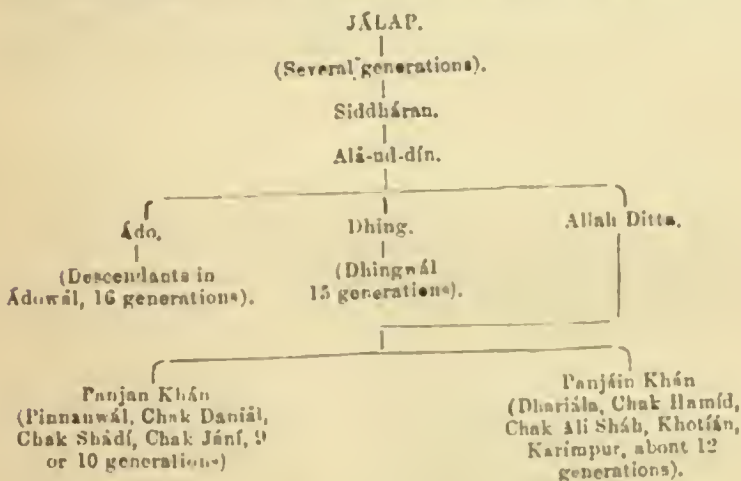 JÁLAP.
(Several generations).
Siddháran.
Alá-ud-dín.
Ádo.
(Descendants in
Áduwál, 16 generations).
Dhing.
(Dhingwál
15 generations).
Allah Ditta.
Panjan Khán
(Pinnanwál, Chak Daniál,
Chak Shádí, Chak Jání, 9
or 10 generations)
Panjáin Khán
(Dhariála, Chak Hamíd,
Chak Ali Sháh, Khotián,
Karimpur, about 12
generations).